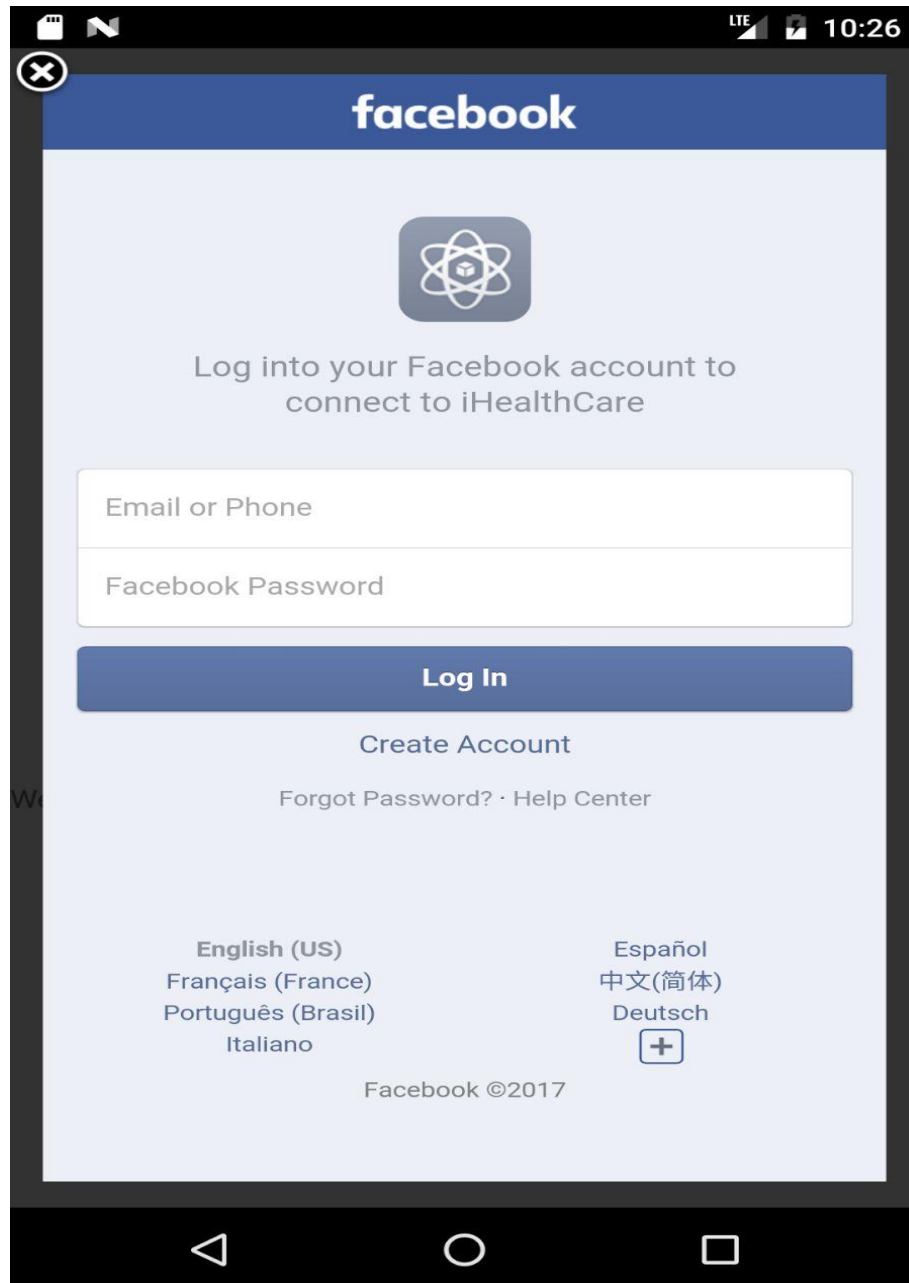 LTE 10:26
facebook
Log into your Facebook account to
connect to iHealthCare
Email or Phone
Facebook Password
Log In
Create Account
We
Forgot Password? · Help Center
English (US)
Español
Français (France)
中文(简体)
Português (Brasil)
Deutsch
Italiano
Facebook ©2017